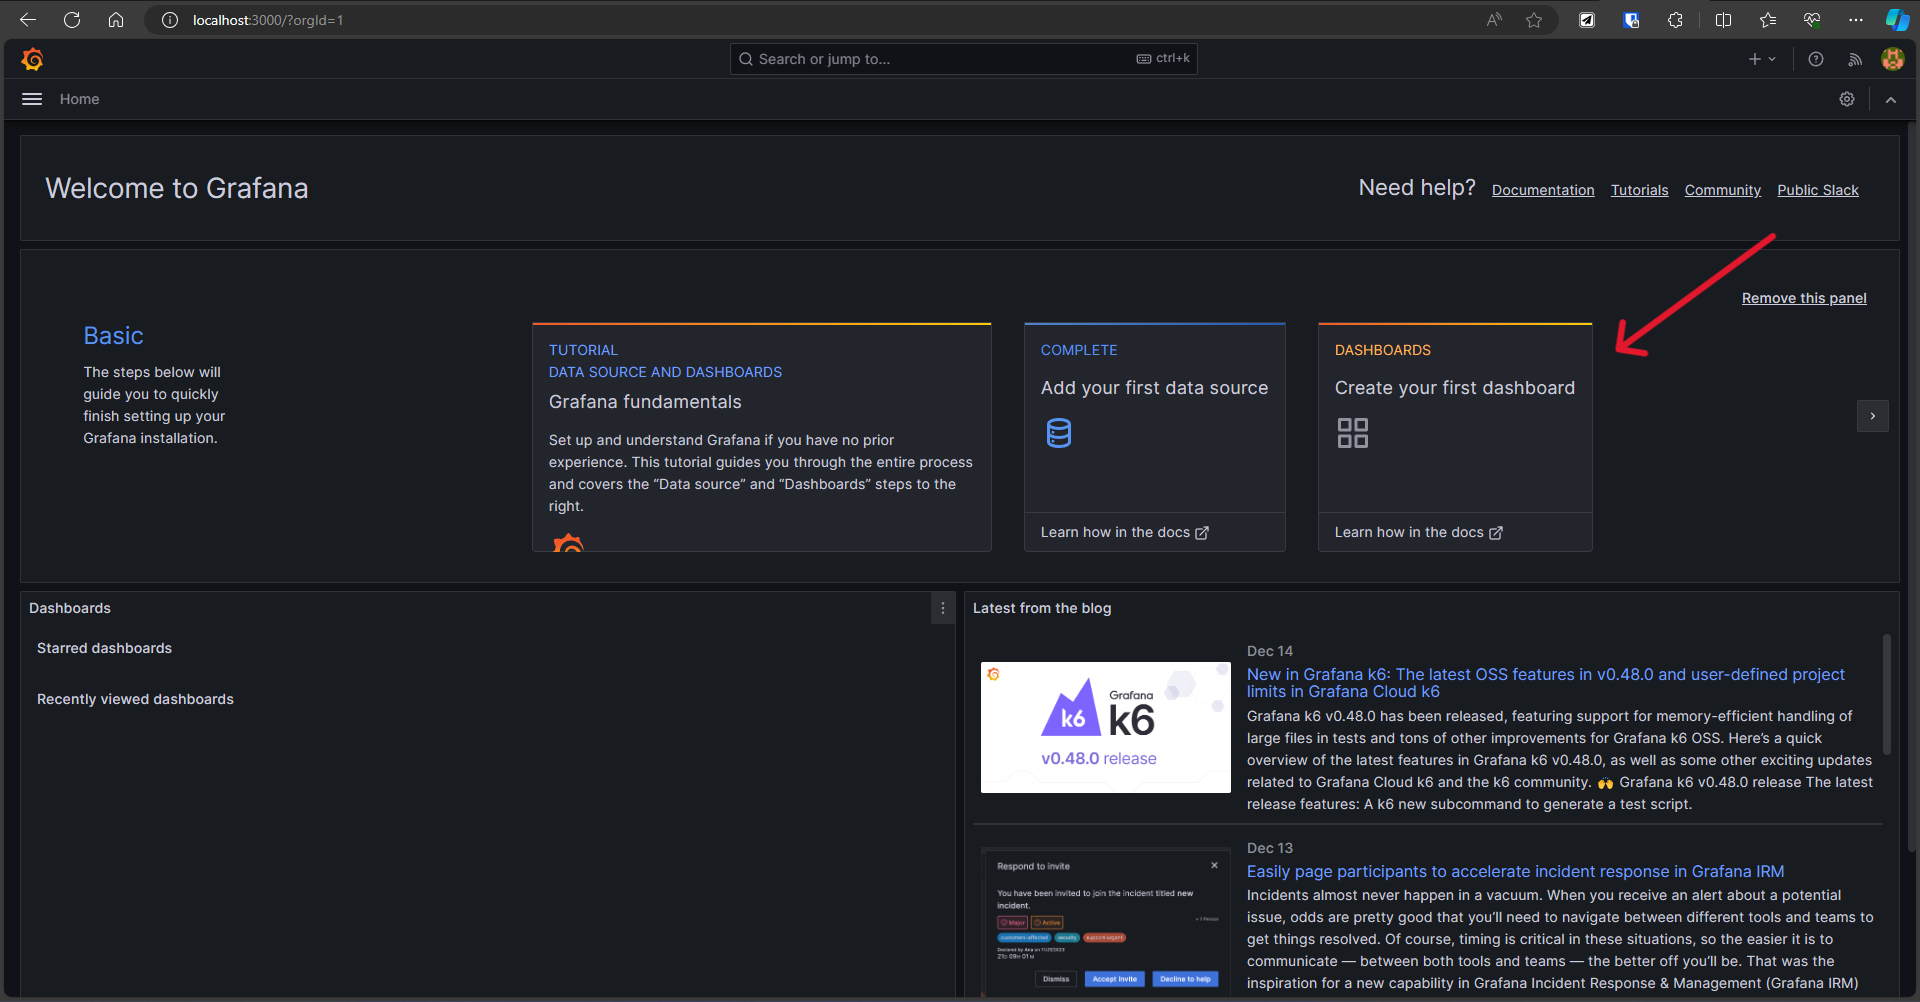 localhost:3000/?orgId=1
Search or jump to...
ctrl+k
Home
Welcome to Grafana
Need help?
Documentation
Tutorials
Community
Public Slack
Remove this panel
Basic
The steps below will
guide you to quickly
finish setting up your
Grafana installation.
TUTORIAL
DATA SOURCE AND DASHBOARDS
Grafana fundamentals
Set up and understand Grafana if you have no prior
experience. This tutorial guides you through the entire process
and covers the “Data source” and “Dashboards” steps to the
right.
COMPLETE
Add your first data source
Learn how in the docs
DASHBOARDS
Create your first dashboard
Learn how in the docs
Dashboards
Starred dashboards
Recently viewed dashboards
Latest from the blog
Grafana
k6
k6
v0.48.0 release
Dec 14
New in Grafana k6: The latest OSS features in v0.48.0 and user-defined project
limits in Grafana Cloud k6
Grafana k6 v0.48.0 has been released, featuring support for memory-efficient handling of
large files in tests and tons of other improvements for Grafana k6 OSS. Here’s a quick
overview of the latest features in Grafana k6 v0.48.0, as well as some other exciting updates
related to Grafana Cloud k6 and the k6 community. 🙌 Grafana k6 v0.48.0 release The latest
release features: A k6 new subcommand to generate a test script.
Respond to invite
You have been invited to join the incident titled new
incident.
Major
Active
+1 Person
customers-affected
security
support-urgent
Dismiss
Accept invite
Decline to help
Dec 13
Easily page participants to accelerate incident response in Grafana IRM
Incidents almost never happen in a vacuum. When you receive an alert about a potential
issue, odds are pretty good that you’ll need to navigate between different tools and teams to
get things resolved. Of course, timing is critical in these situations, so the easier it is to
communicate — between both tools and teams — the better off you’ll be. That was the
inspiration for a new capability in Grafana Incident Response & Management (Grafana IRM)